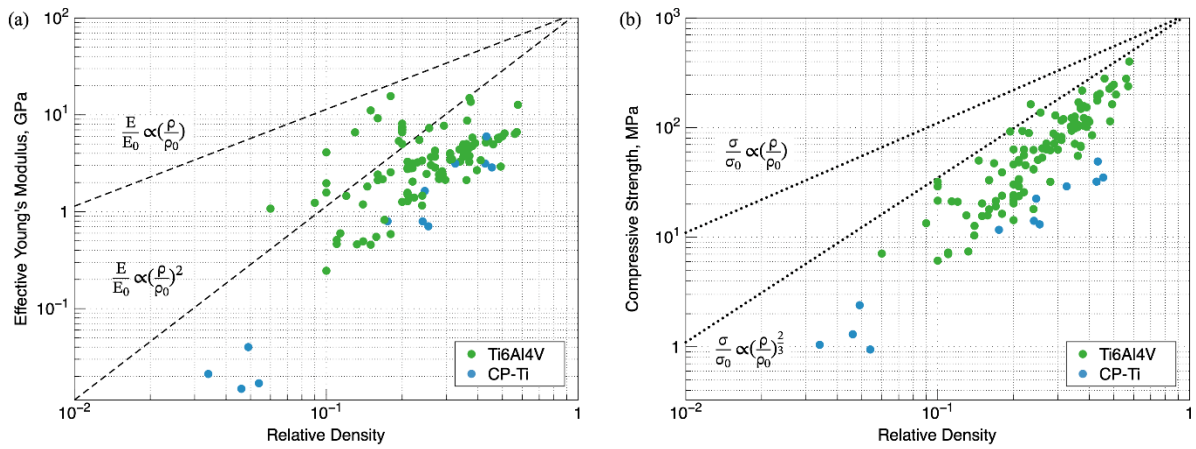 (a)
10²
10¹
1
10⁻¹
10⁻²
10⁻¹
1
Effective Young's Modulus, GPa
Relative Density
E/E₀ ∝(ρ/ρ₀)
E/E₀ ∝(ρ/ρ₀)²
Ti6Al4V
CP-Ti
(b)
10³
10²
10¹
1
10⁻²
10⁻¹
1
Compressive Strength, MPa
Relative Density
σ/σ₀ ∝(ρ/ρ₀)
σ/σ₀ ∝(ρ/ρ₀)^2/3
Ti6Al4V
CP-Ti